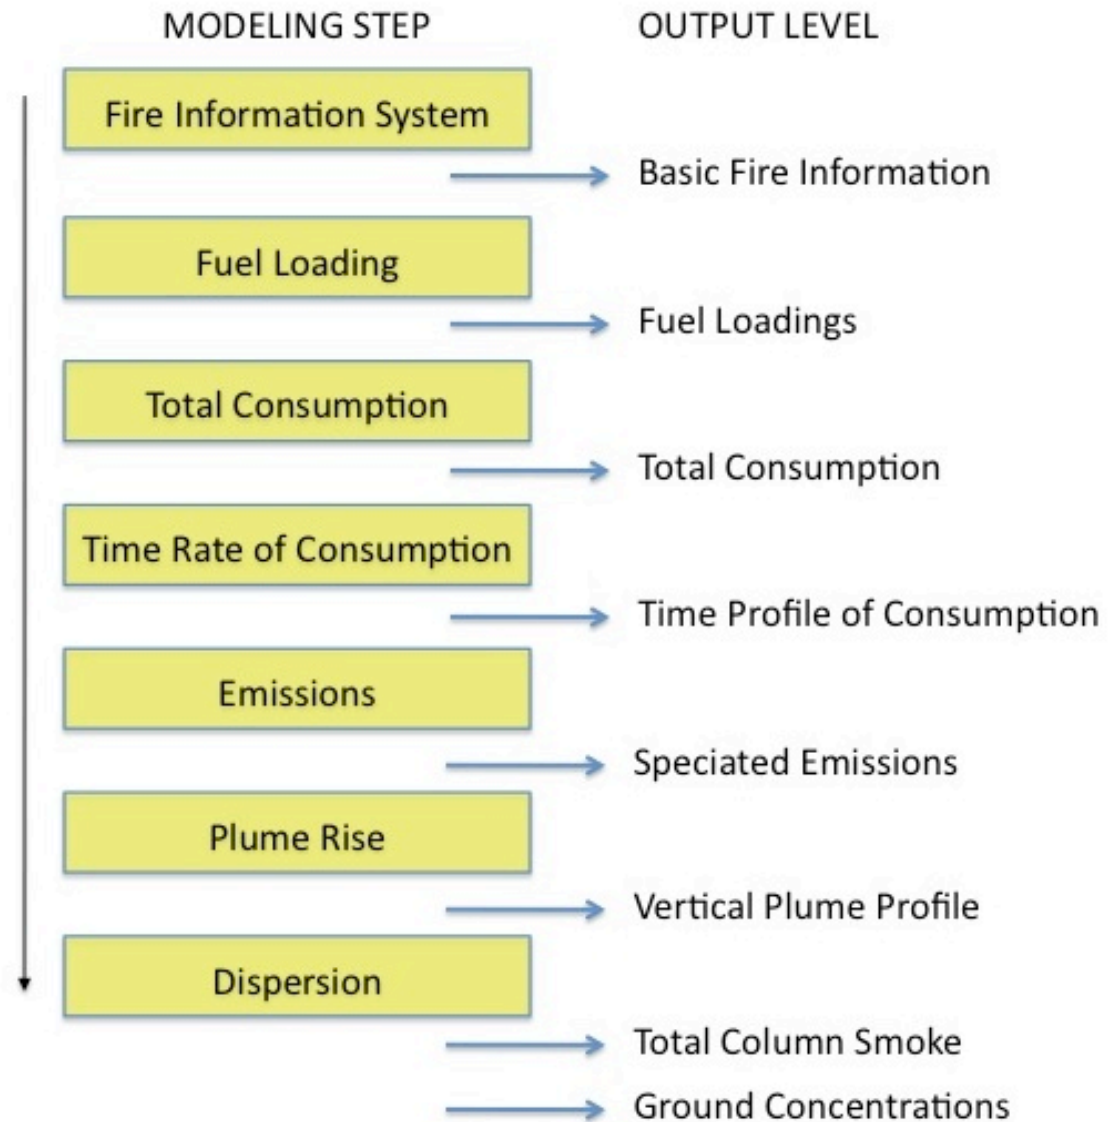 MODELING STEP OUTPUT LEVEL
Fire Information System
Basic Fire Information
Fuel Loading
Fuel Loadings
Total Consumption
Total Consumption
Time Rate of Consumption
Time Profile of Consumption
Emissions
Speciated Emissions
Plume Rise
Vertical Plume Profile
Dispersion
Total Column Smoke
Ground Concentrations